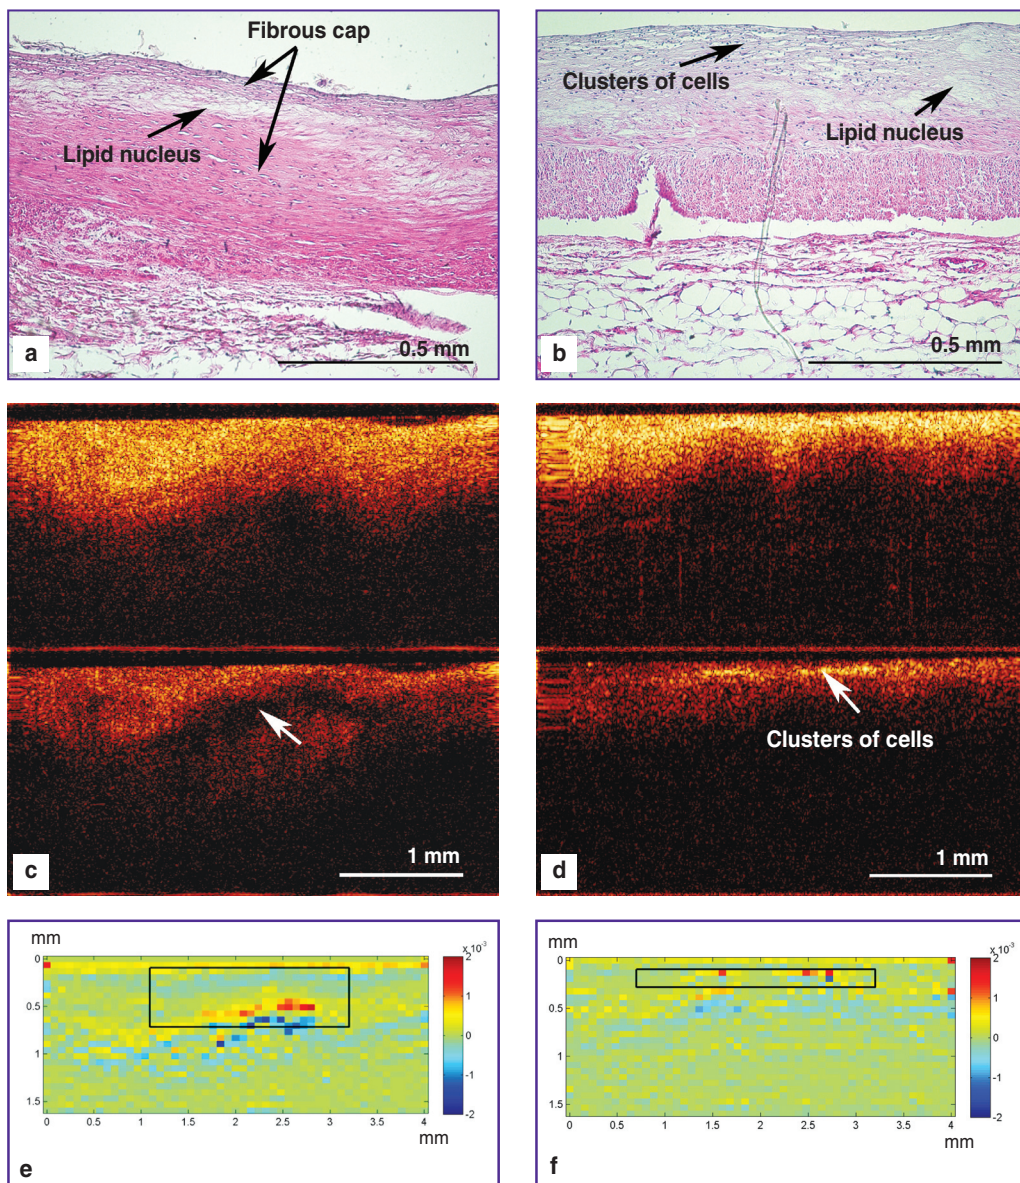 Fibrous cap
Lipid nucleus
0.5 mm
a
Clusters of cells
Lipid nucleus
0.5 mm
b
1 mm
c
Clusters of cells
1 mm
d
mm
0
0.5
1
1.5
0 0.5 1 1.5 2 2.5 3 3.5 4
mm
x 10-3
2
1
0
-1
-2
e
mm
0
0.5
1
1.5
0 0.5 1 1.5 2 2.5 3 3.5 4
mm
x 10-3
2
1
0
-1
-2
f